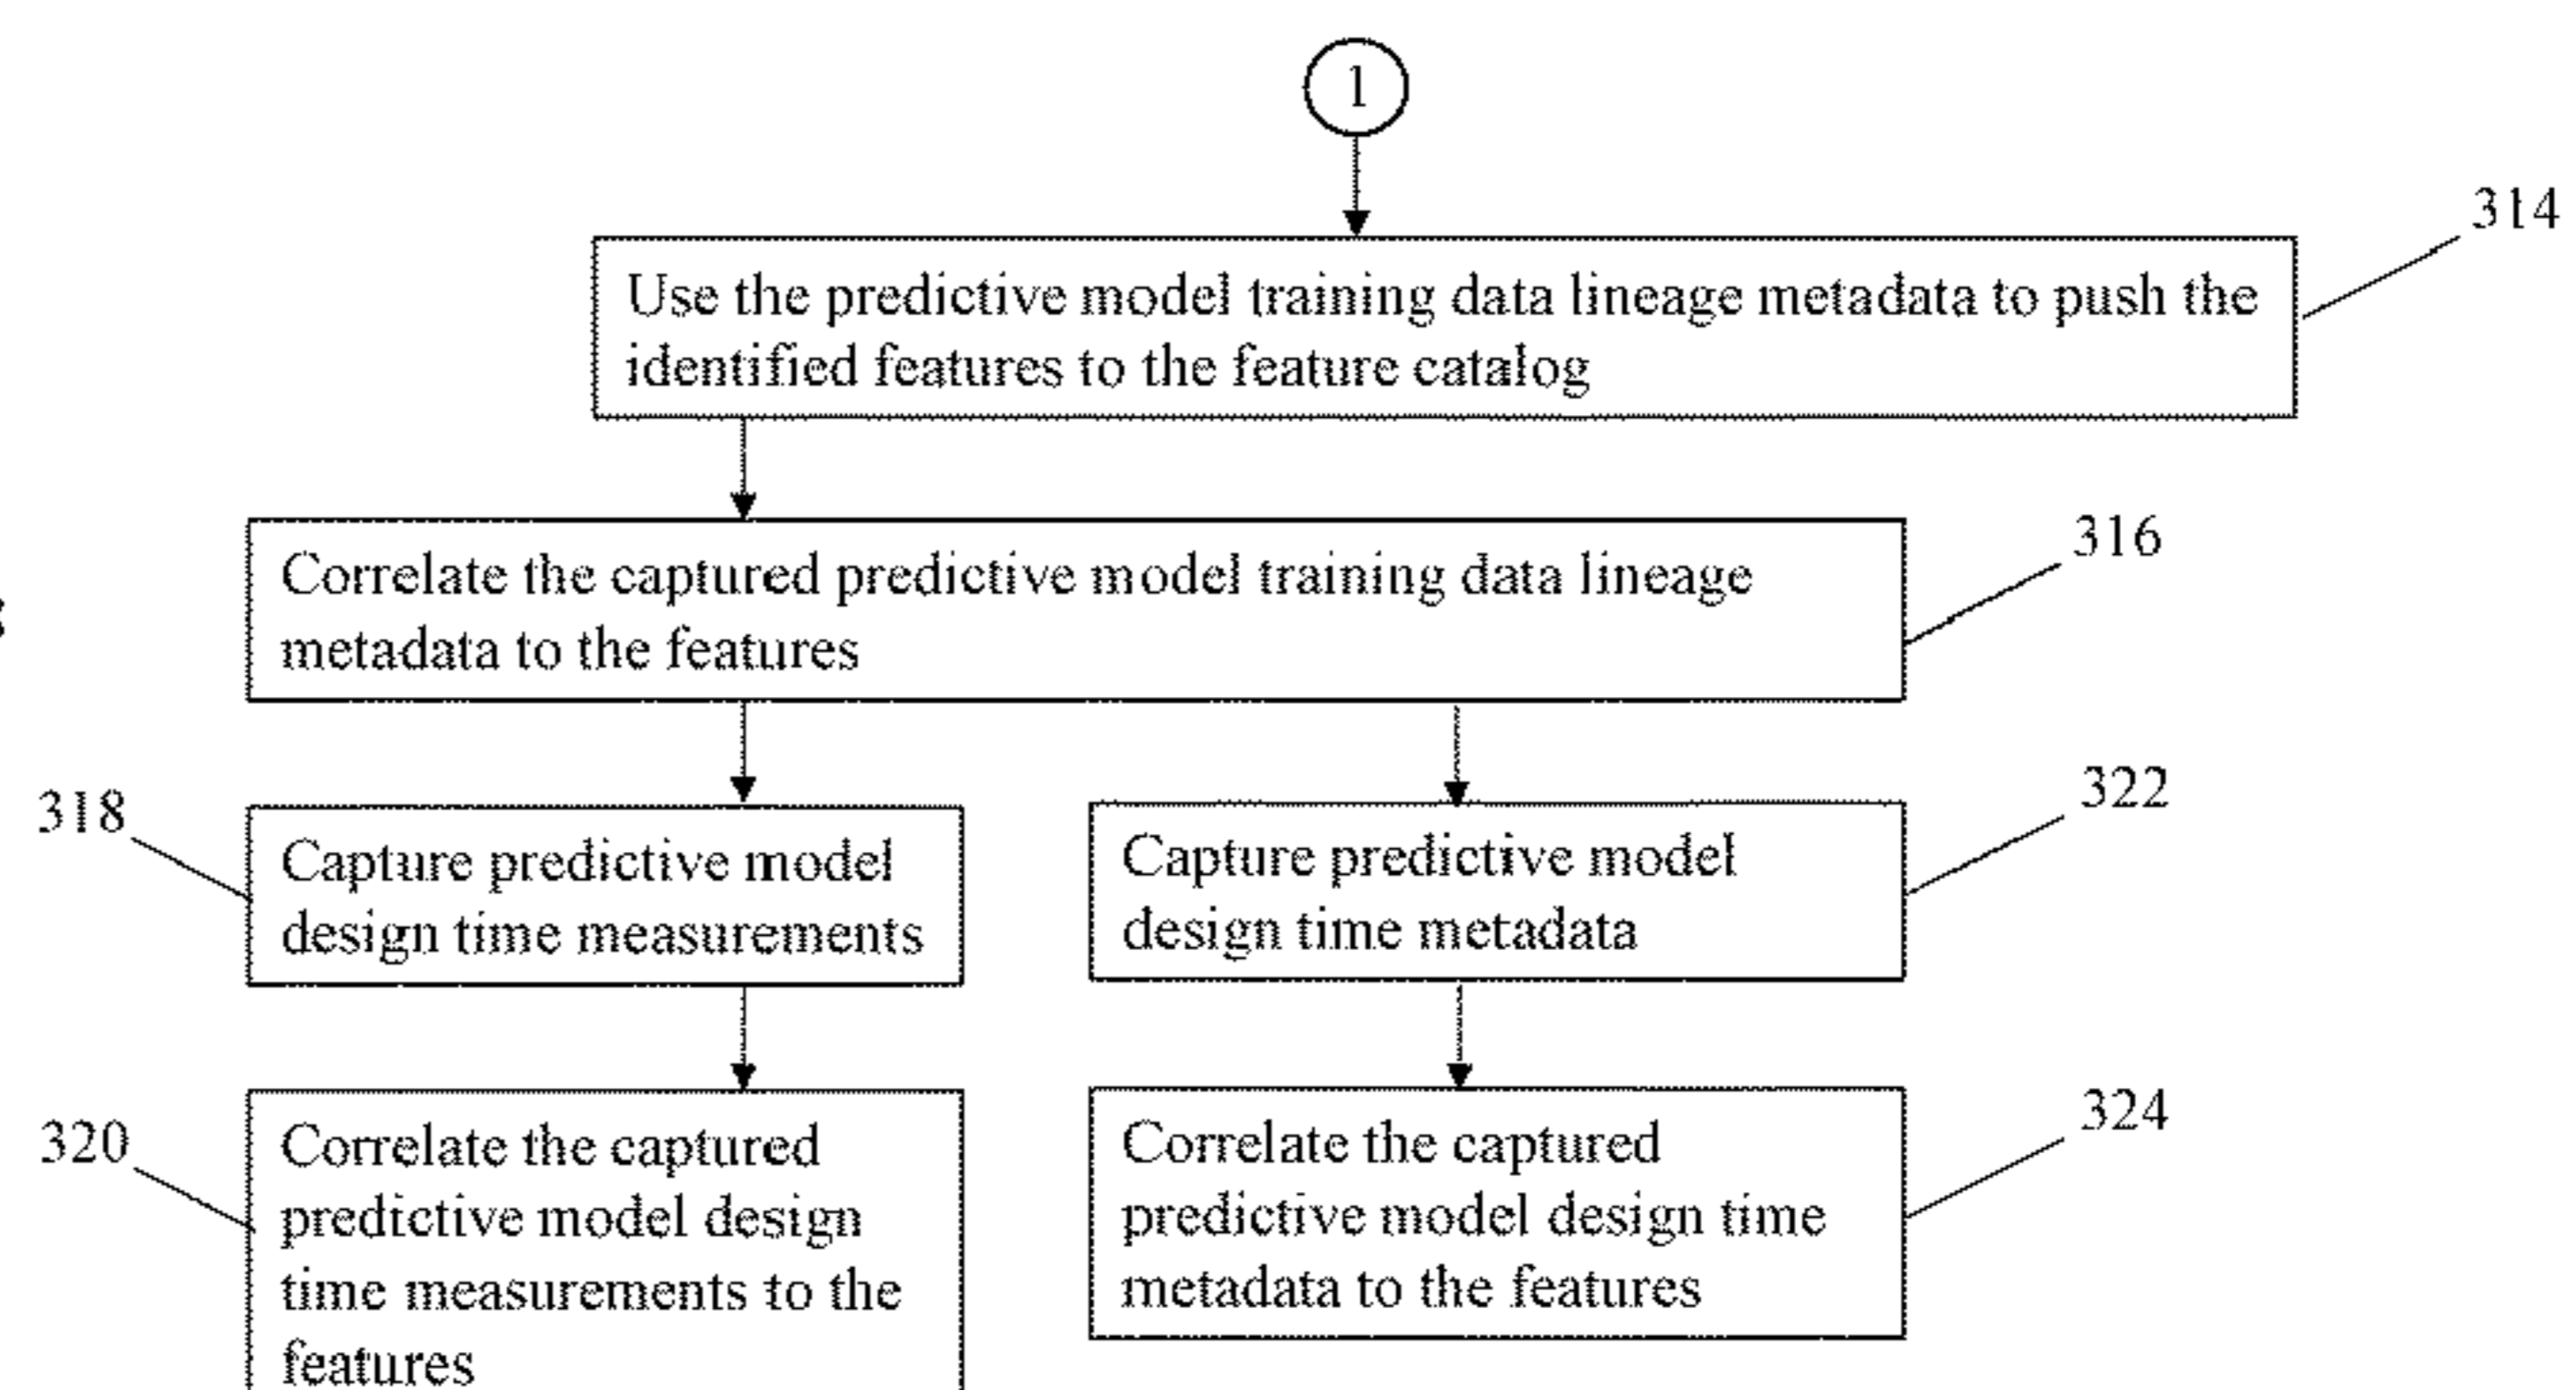 1
314
Use the predictive model training data lineage metadata to push the
identified features to the feature catalog
316
Correlate the captured predictive model training data lineage
metadata to the features
318
Capture predictive model
design time measurements
322
Capture predictive model
design time metadata
320
Correlate the captured
predictive model design
time measurements to the
features
324
Correlate the captured
predictive model design time
metadata to the features